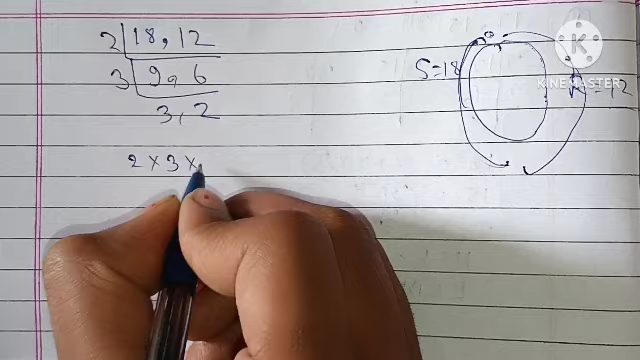 2 | 18, 12
3 | 9, 6
3, 2
2 × 3 ×
S=18
=12
K
KINEMASTER